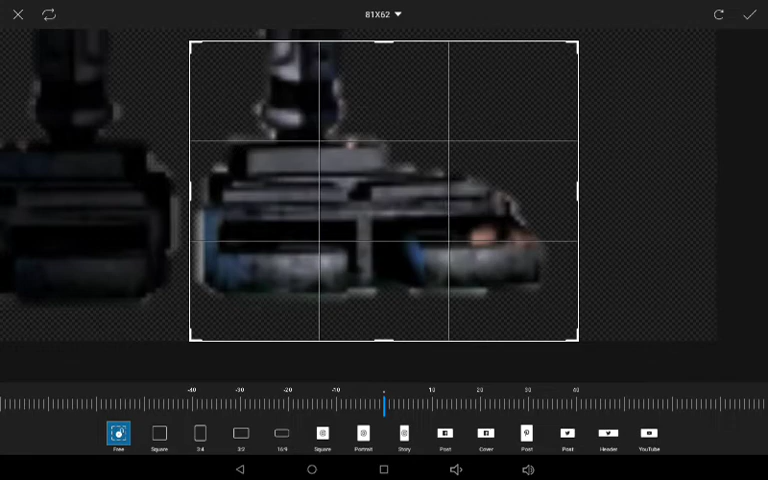 81X62
-40 -30 -20 -10 0 10 20 30 40
Free Square 3:4 3:2 16:9 Square Portrait Story Post Cover Post Post Header YouTube